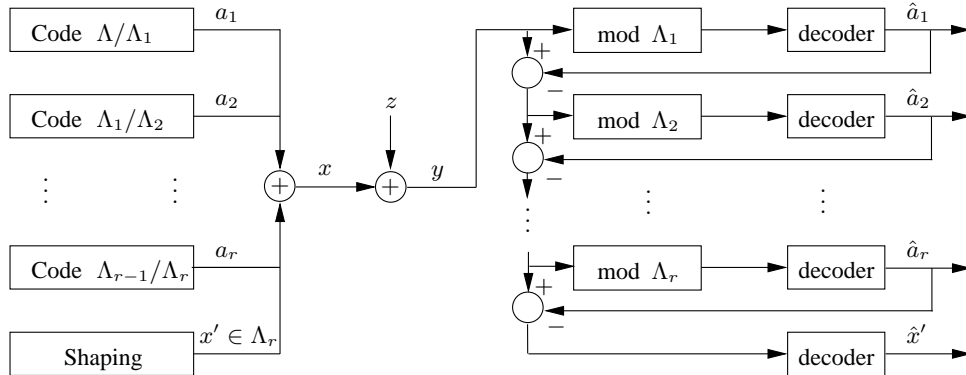 Code Λ/Λ₁ a₁
Code Λ₁/Λ₂ a₂
⋮ ⋮
Code Λᵣ₋₁/Λᵣ aᵣ
Shaping x′ ∈ Λᵣ
+ x
z
+ y
mod Λ₁ decoder â₁
+
−
mod Λ₂ decoder â₂
+
−
⋮ ⋮ ⋮
mod Λᵣ decoder âᵣ
+
−
decoder x̂′